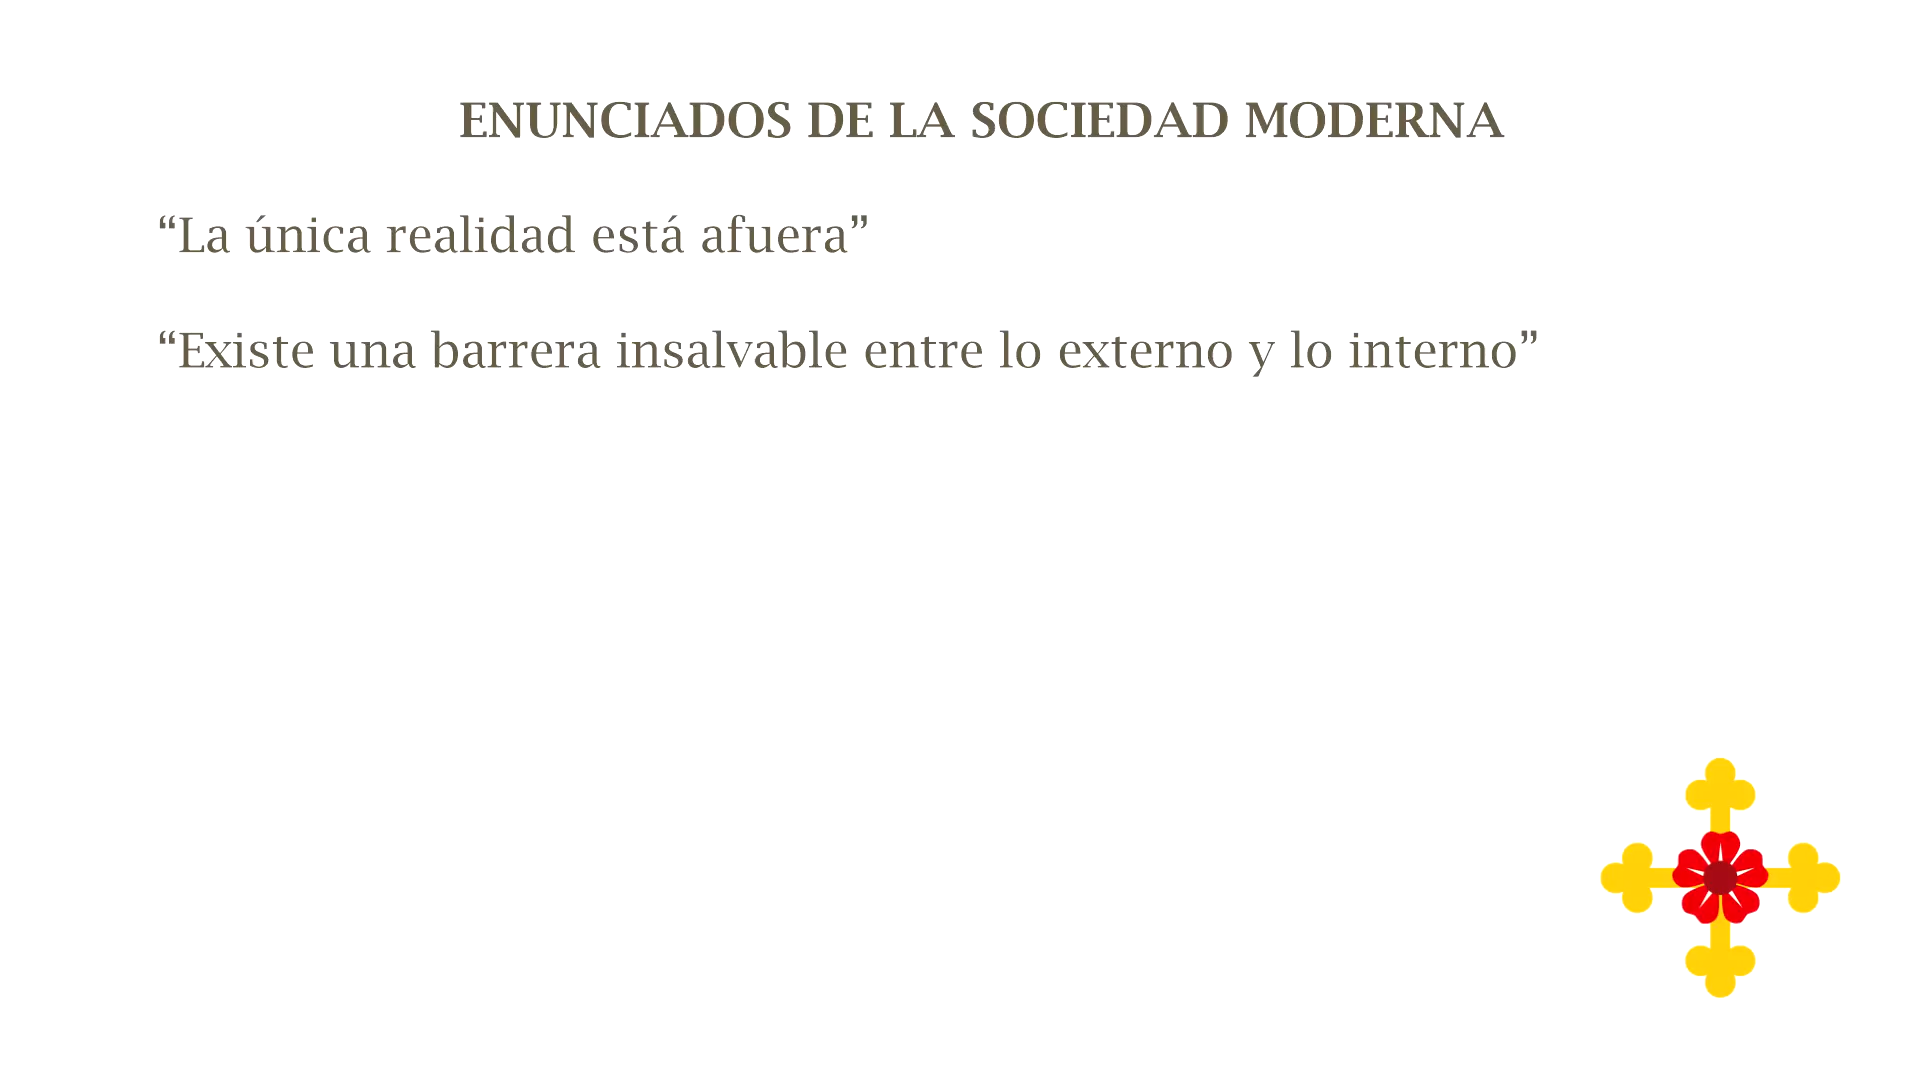 ENUNCIADOS DE LA SOCIEDAD MODERNA
“La única realidad está afuera”
“Existe una barrera insalvable entre lo externo y lo interno”